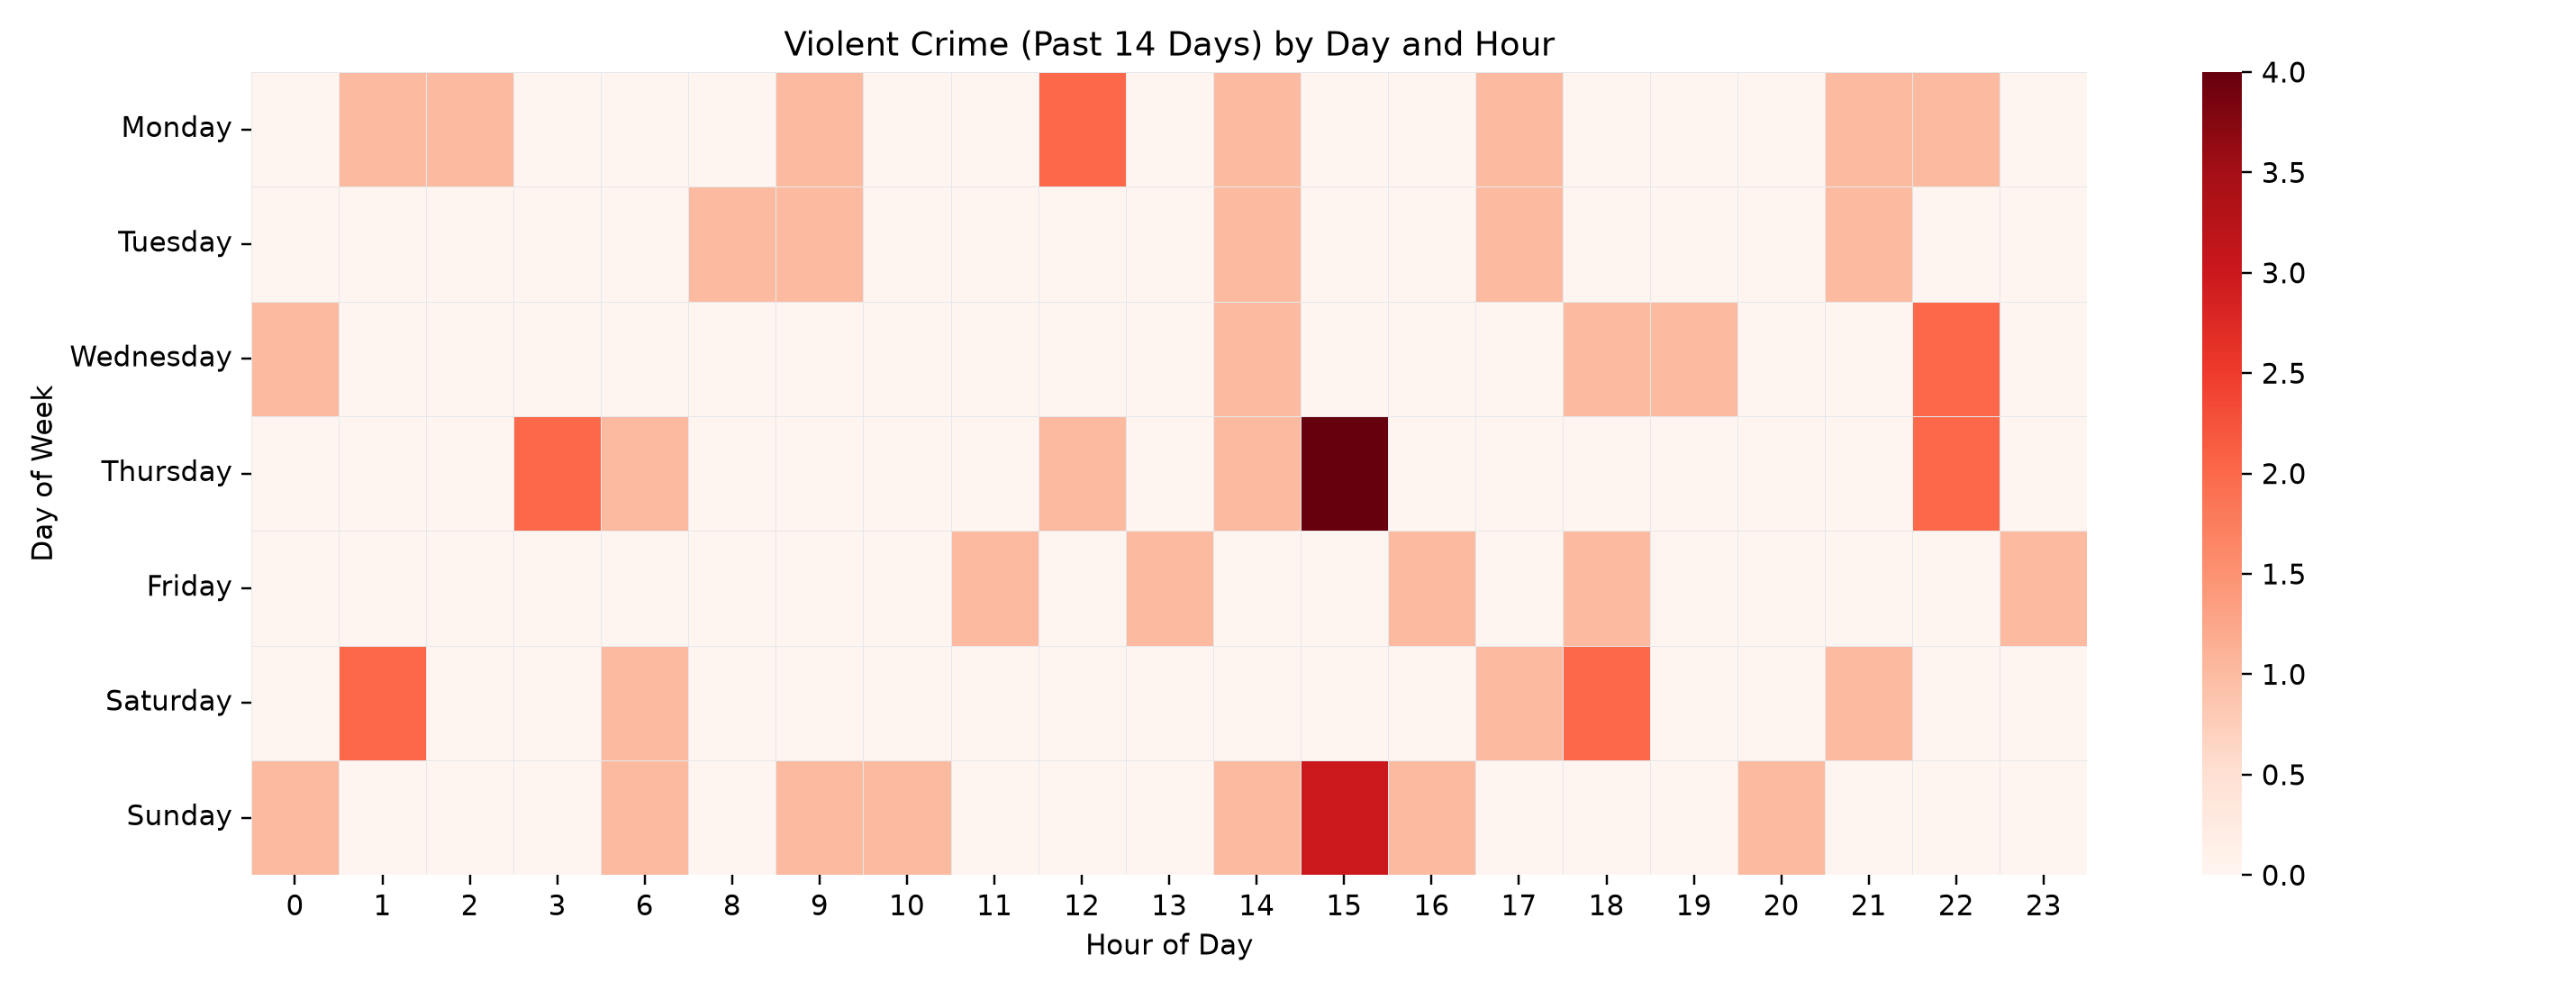 Violent Crime (Past 14 Days) by Day and Hour
Day of Week
Monday
Tuesday
Wednesday
Thursday
Friday
Saturday
Sunday
0 1 2 3 6 8 9 10 11 12 13 14 15 16 17 18 19 20 21 22 23
Hour of Day
4.0
3.5
3.0
2.5
2.0
1.5
1.0
0.5
0.0